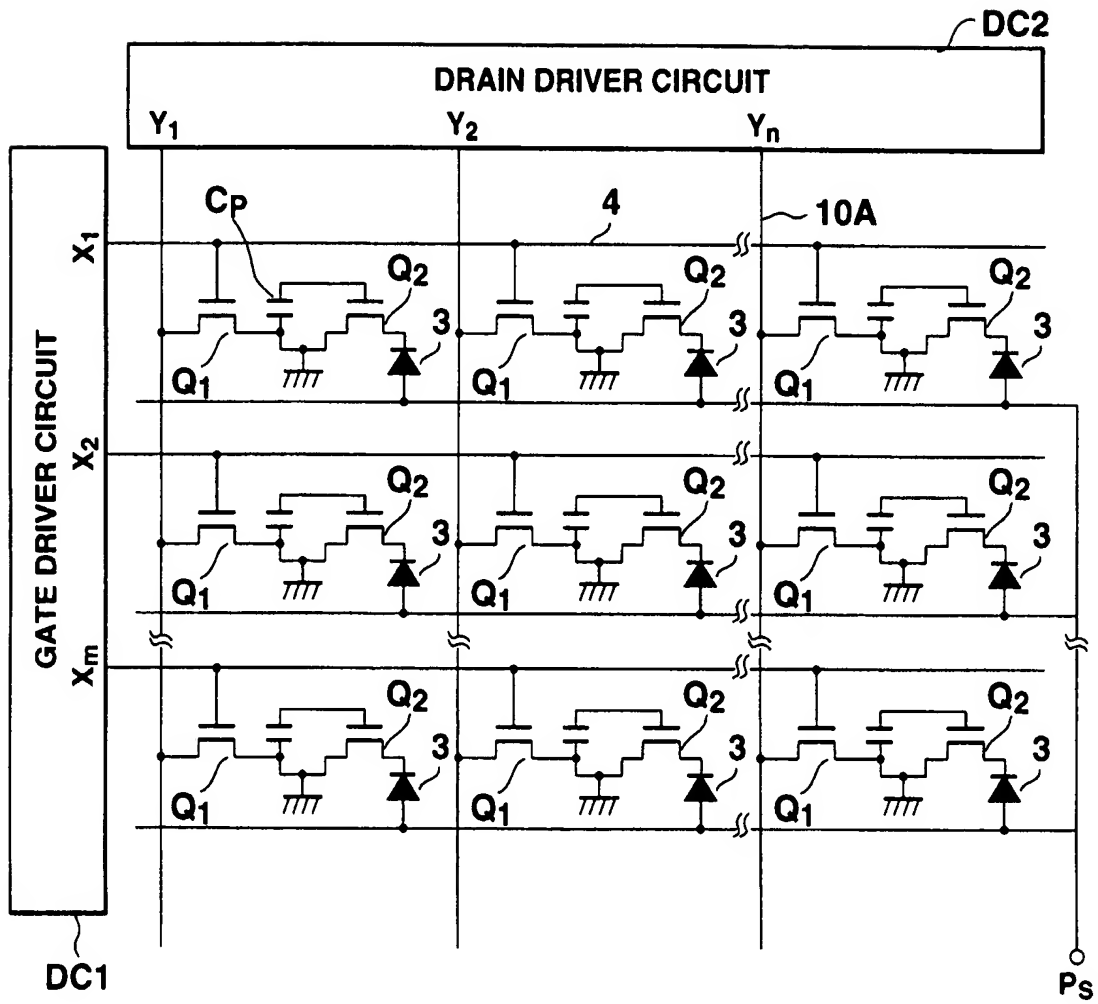 DC2
DRAIN DRIVER CIRCUIT
Y1 Y2 Yn
GATE DRIVER CIRCUIT
CP 4 10A
X1
Q2 Q2 Q2
3 3 3
Q1 Q1 Q1
X2
Q2 Q2 Q2
3 3 3
Q1 Q1 Q1
Xm
Q2 Q2 Q2
3 3 3
Q1 Q1 Q1
DC1
PS